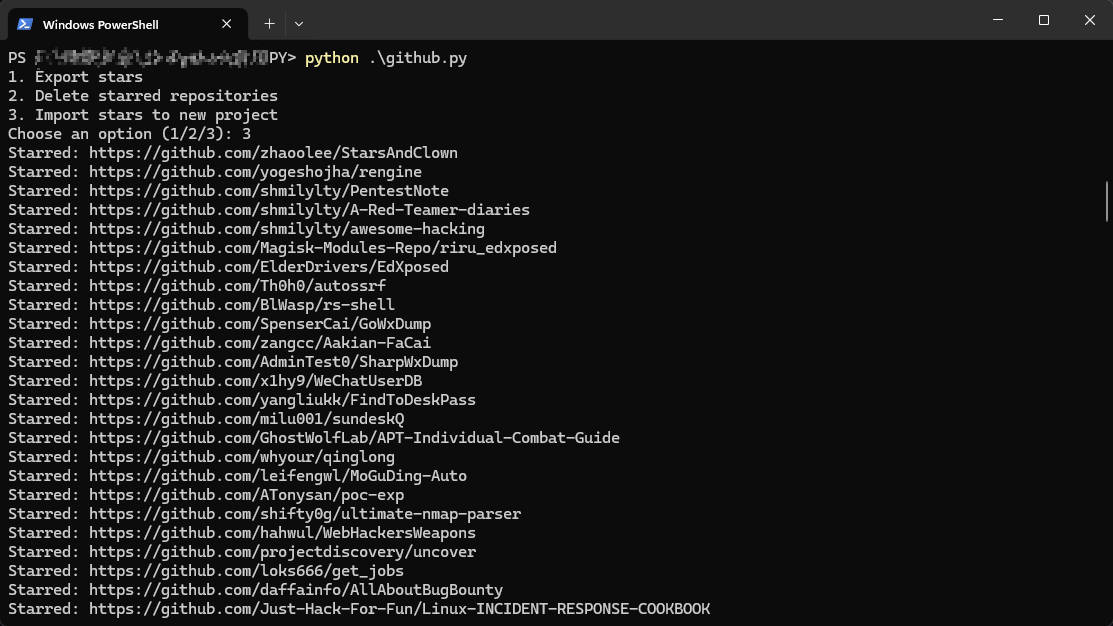 Windows PowerShell
PS PY> python .\github.py
1. Export stars
2. Delete starred repositories
3. Import stars to new project
Choose an option (1/2/3): 3
Starred: https://github.com/zhaoolee/StarsAndClown
Starred: https://github.com/yogeshojha/rengine
Starred: https://github.com/shmilylty/PentestNote
Starred: https://github.com/shmilylty/A-Red-Teamer-diaries
Starred: https://github.com/shmilylty/awesome-hacking
Starred: https://github.com/Magisk-Modules-Repo/riru_edxposed
Starred: https://github.com/ElderDrivers/EdXposed
Starred: https://github.com/Th0h0/autossrf
Starred: https://github.com/BlWasp/rs-shell
Starred: https://github.com/SpenserCai/GoWxDump
Starred: https://github.com/zangcc/Aakian-FaCai
Starred: https://github.com/AdminTest0/SharpWxDump
Starred: https://github.com/x1hy9/WeChatUserDB
Starred: https://github.com/yangliukk/FindToDeskPass
Starred: https://github.com/milu001/sundeskQ
Starred: https://github.com/GhostWolfLab/APT-Individual-Combat-Guide
Starred: https://github.com/whyour/qinglong
Starred: https://github.com/leifengwl/MoGuDing-Auto
Starred: https://github.com/ATonysan/poc-exp
Starred: https://github.com/shifty0g/ultimate-nmap-parser
Starred: https://github.com/hahwul/WebHackersWeapons
Starred: https://github.com/projectdiscovery/uncover
Starred: https://github.com/loks666/get_jobs
Starred: https://github.com/daffainfo/AllAboutBugBounty
Starred: https://github.com/Just-Hack-For-Fun/Linux-INCIDENT-RESPONSE-COOKBOOK